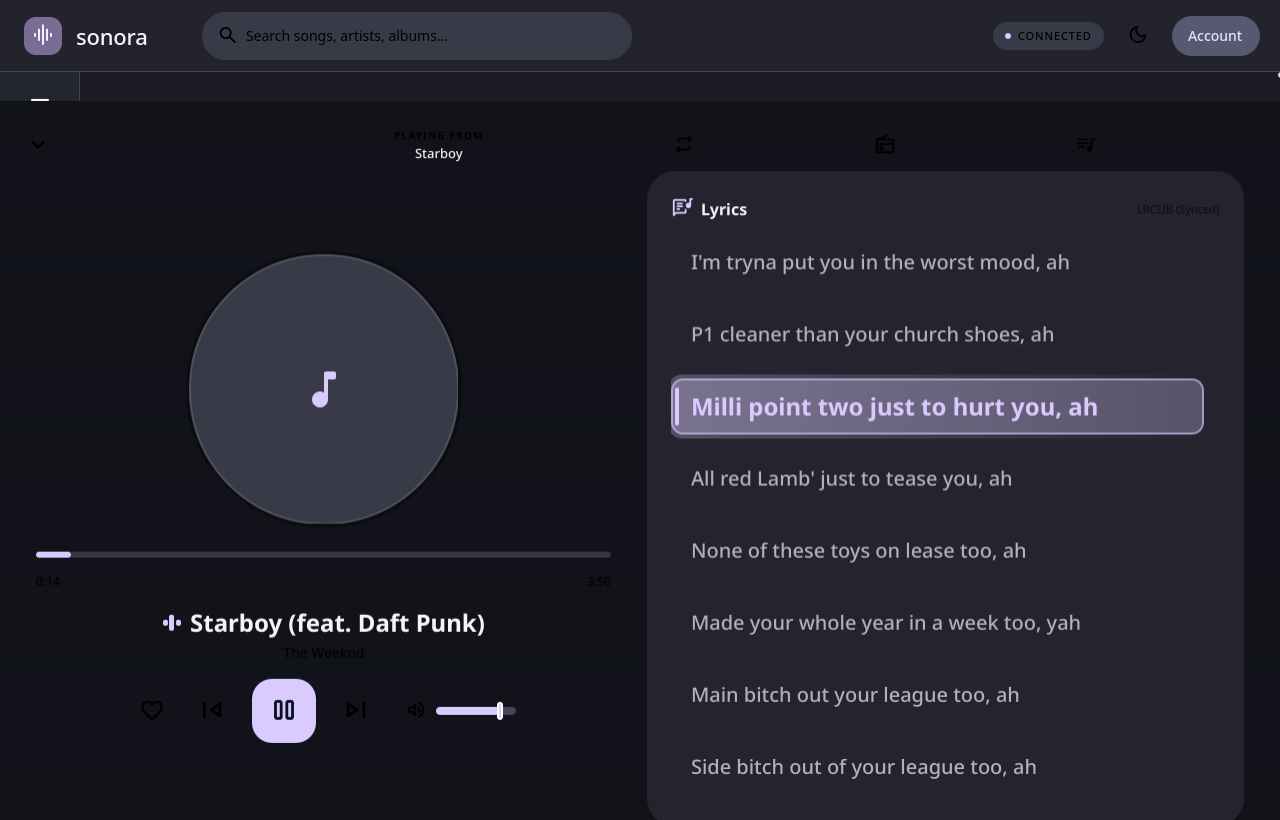 sonora
Search songs, artists, albums...
CONNECTED
Account
PLAYING FROM
Starboy
Lyrics
LRCLIB (Synced)
I'm tryna put you in the worst mood, ah
P1 cleaner than your church shoes, ah
Milli point two just to hurt you, ah
All red Lamb' just to tease you, ah
None of these toys on lease too, ah
Made your whole year in a week too, yah
Main bitch out your league too, ah
Side bitch out of your league too, ah
0:14
3:50
Starboy (feat. Daft Punk)
The Weeknd